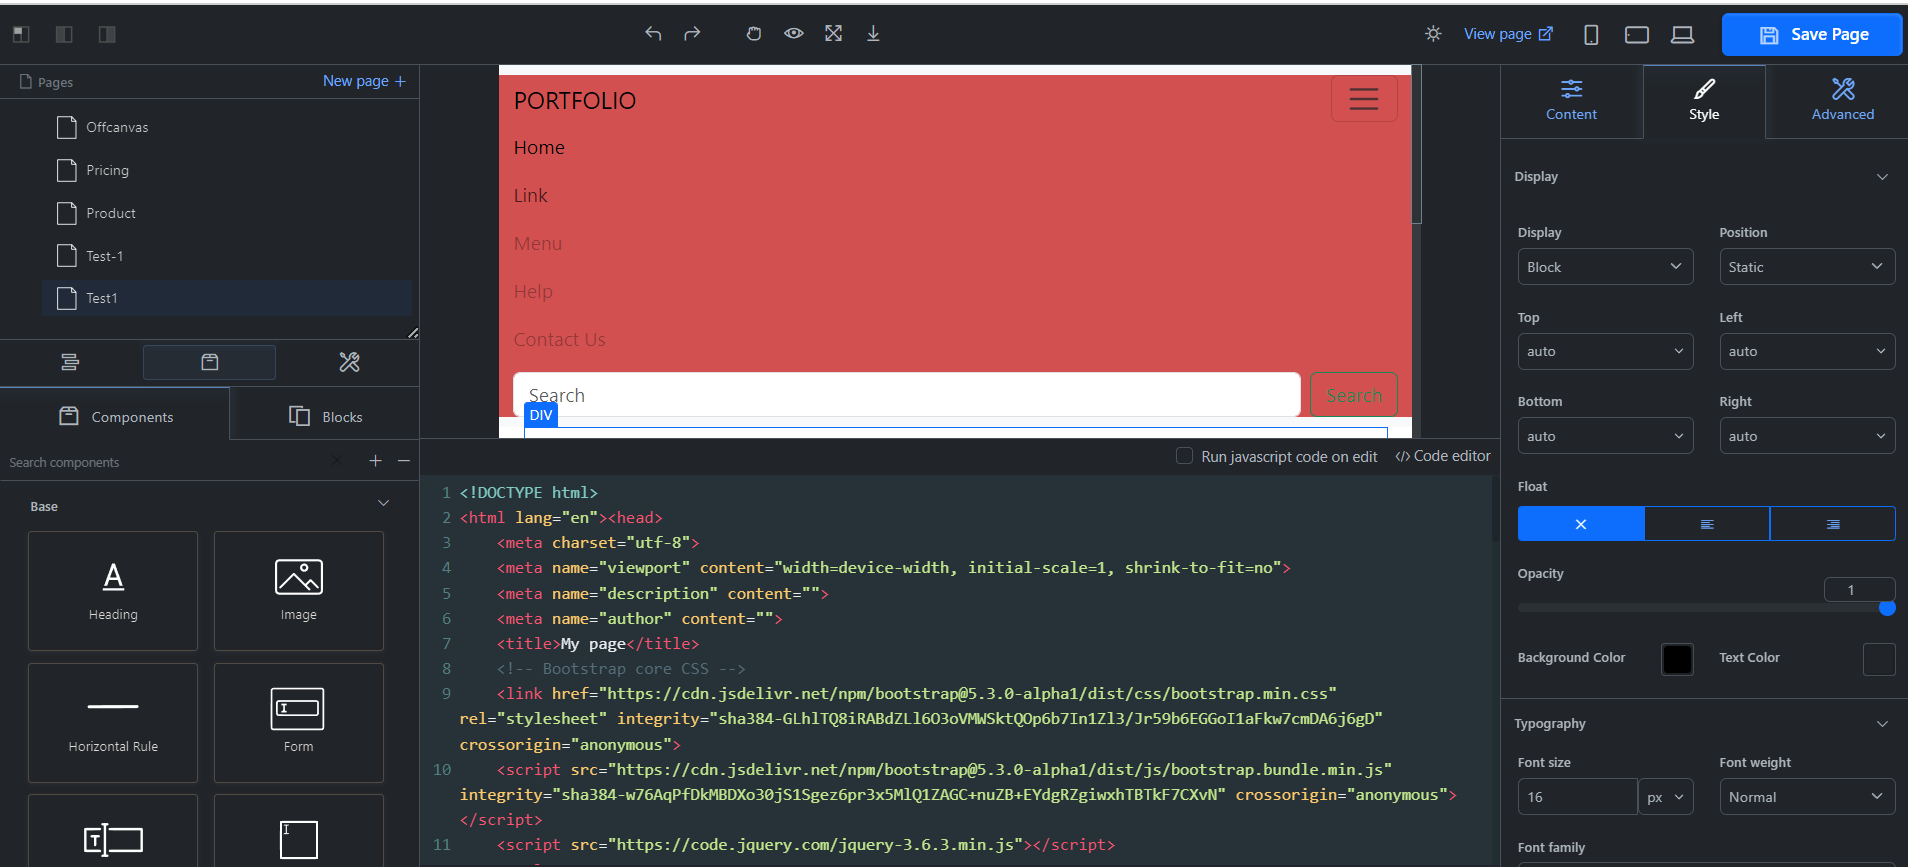 View page
Save Page
Pages
New page +
Offcanvas
Pricing
Product
Test-1
Test1
Components
Blocks
Search components
Base
Heading
Image
Horizontal Rule
Form
PORTFOLIO
Home
Link
Menu
Help
Contact Us
Search
Search
DIV
Run javascript code on edit
</> Code editor
1 <!DOCTYPE html>
2 <html lang="en"><head>
3 <meta charset="utf-8">
4 <meta name="viewport" content="width=device-width, initial-scale=1, shrink-to-fit=no">
5 <meta name="description" content="">
6 <meta name="author" content="">
7 <title>My page</title>
8 <!-- Bootstrap core CSS -->
9 <link href="https://cdn.jsdelivr.net/npm/bootstrap@5.3.0-alpha1/dist/css/bootstrap.min.css"
rel="stylesheet" integrity="sha384-GLhlTQ8iRABdZLl6O3oVMWSktQOp6b7In1Zl3/Jr59b6EGGoI1aFkw7cmDA6j6gD"
crossorigin="anonymous">
10 <script src="https://cdn.jsdelivr.net/npm/bootstrap@5.3.0-alpha1/dist/js/bootstrap.bundle.min.js"
integrity="sha384-w76AqPfDkMBDXo30jS1Sgez6pr3x5MlQ1ZAGC+nuZB+EYdgRZgiwxhTBTkF7CXvN" crossorigin="anonymous">
</script>
11 <script src="https://code.jquery.com/jquery-3.6.3.min.js"></script>
Content
Style
Advanced
Display
Display
Position
Block
Static
Top
Left
auto
auto
Bottom
Right
auto
auto
Float
Opacity
1
Background Color
Text Color
Typography
Font size
Font weight
16
px
Normal
Font family